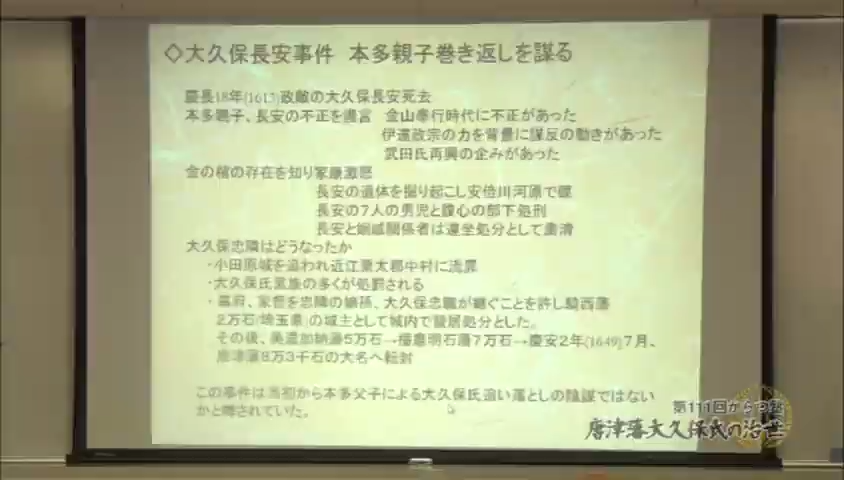 ◇大久保長安事件 本多親子巻き返しを謀る
慶長18年(1613)政敵の大久保長安死去
本多親子、長安の不正を讒言 金山奉行時代に不正があった
伊達政宗の力を背景に謀反の動きがあった
武田氏再興の企みがあった
金の棺の存在を知り家康激怒
長安の遺体を掘り起こし安倍川河原で磔
長安の7人の男児と腹心の部下処刑
長安と姻戚関係者は連坐処分として粛清
大久保忠隣はどうなったか
・小田原城を追われ近江栗太郡中村に流罪
・大久保氏党族の多くが処罰される
・幕府、家督を忠隣の嫡孫、大久保忠職が継ぐことを許し騎西藩
2万石(埼玉県)の城主として城内で蟄居処分とした。
その後、美濃加納藩5万石→播磨明石藩7万石→慶安2年(1649)7月、
唐津藩8万3千石の大名へ転封
この事件は当初から本多父子による大久保氏追い落としの陰謀ではない
かと噂されていた。
第111回からつ塾
唐津藩大久保氏の治世